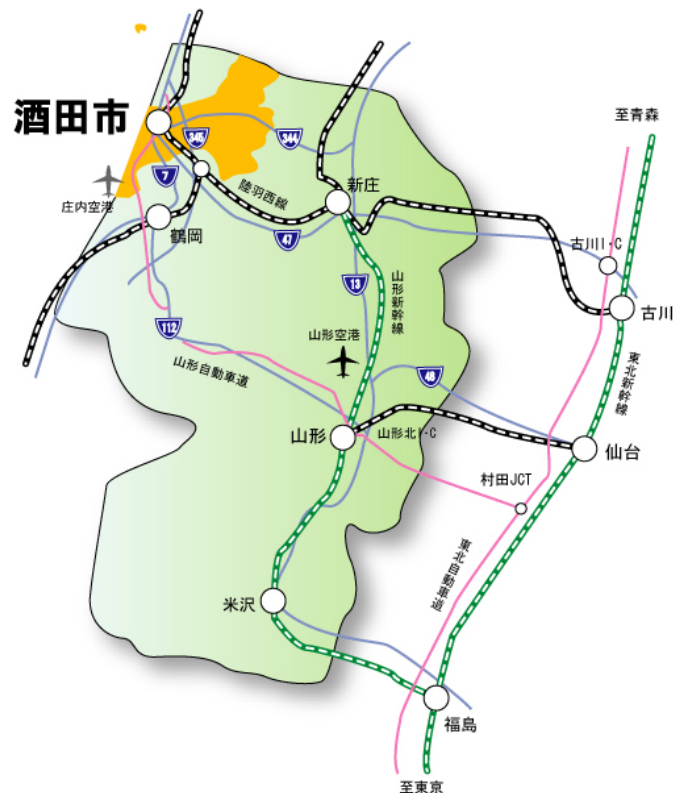 酒田市
至青森
345
344
新庄
陸羽西線
7
庄内空港
鶴岡
47
古川I・C
13
山形新幹線
古川
112
山形空港
山形自動車道
48
東北新幹線
山形
山形北I・C
仙台
村田JCT
東北自動車道
米沢
福島
至東京